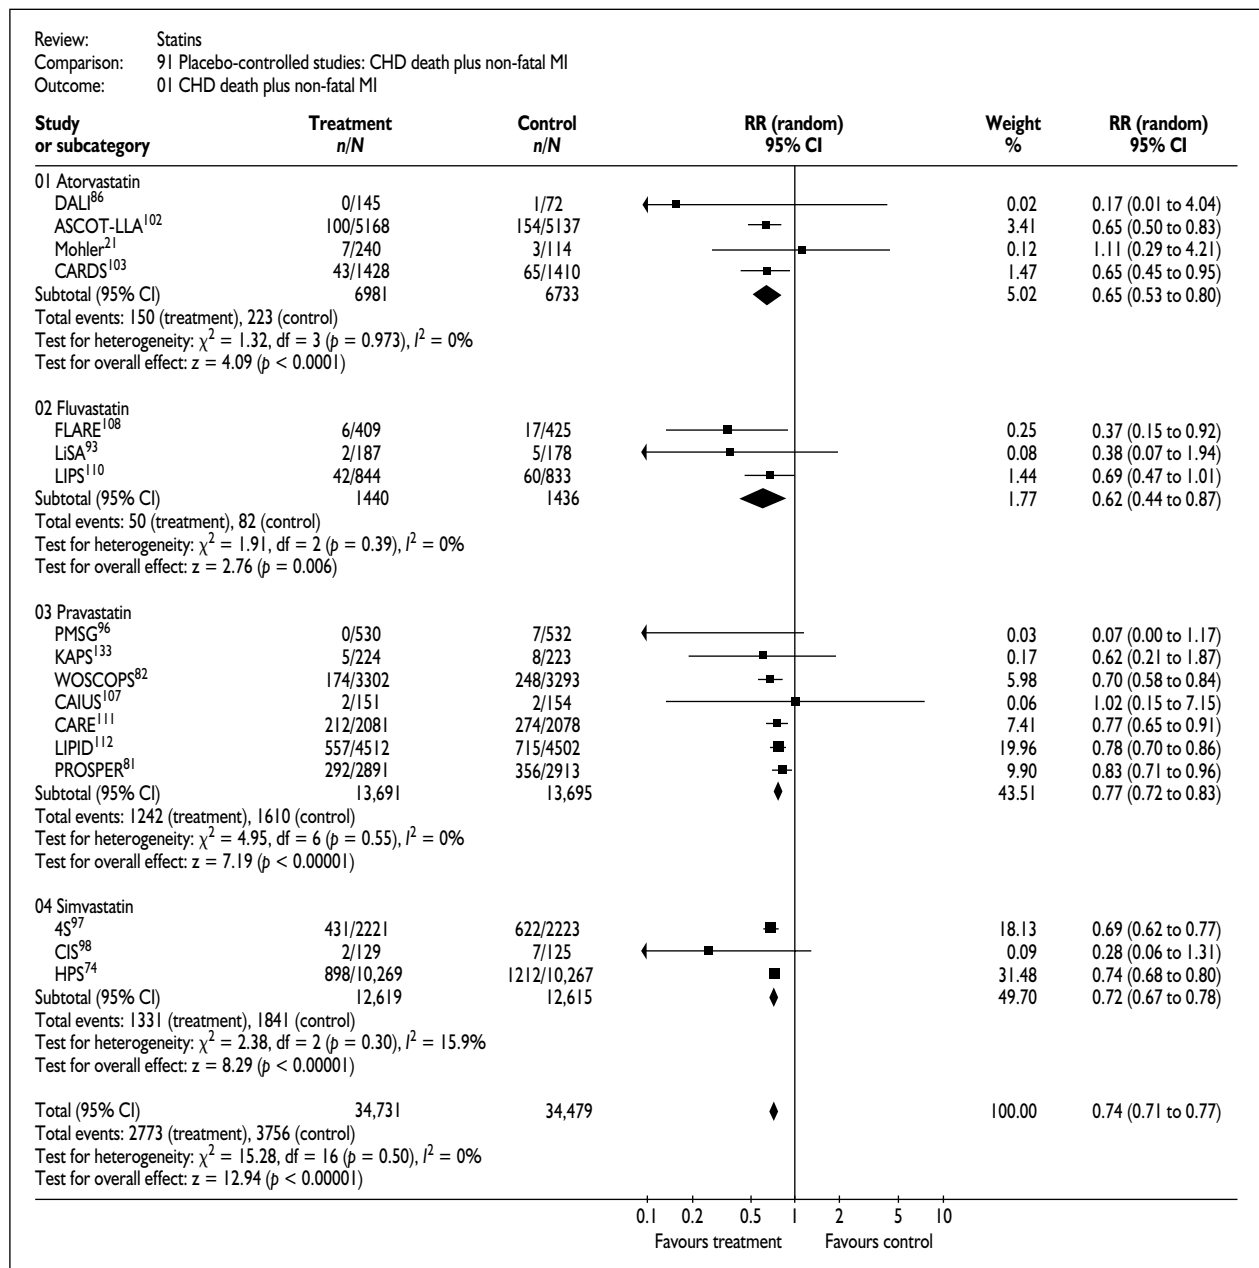 Review: Statins
Comparison: 91 Placebo-controlled studies: CHD death plus non-fatal MI
Outcome: 01 CHD death plus non-fatal MI
Study Treatment Control RR (random) Weight RR (random)
or subcategory n/N n/N 95% CI % 95% CI
01 Atorvastatin
DALI⁸⁶ 0/145 1/72 0.02 0.17 (0.01 to 4.04)
ASCOT-LLA¹⁰² 100/5168 154/5137 3.41 0.65 (0.50 to 0.83)
Mohler²¹ 7/240 3/114 0.12 1.11 (0.29 to 4.21)
CARDS¹⁰³ 43/1428 65/1410 1.47 0.65 (0.45 to 0.95)
Subtotal (95% CI) 6981 6733 5.02 0.65 (0.53 to 0.80)
Total events: 150 (treatment), 223 (control)
Test for heterogeneity: χ² = 1.32, df = 3 (p = 0.973), I² = 0%
Test for overall effect: z = 4.09 (p < 0.0001)
02 Fluvastatin
FLARE¹⁰⁸ 6/409 17/425 0.25 0.37 (0.15 to 0.92)
LiSA⁹³ 2/187 5/178 0.08 0.38 (0.07 to 1.94)
LIPS¹¹⁰ 42/844 60/833 1.44 0.69 (0.47 to 1.01)
Subtotal (95% CI) 1440 1436 1.77 0.62 (0.44 to 0.87)
Total events: 50 (treatment), 82 (control)
Test for heterogeneity: χ² = 1.91, df = 2 (p = 0.39), I² = 0%
Test for overall effect: z = 2.76 (p = 0.006)
03 Pravastatin
PMSG⁹⁶ 0/530 7/532 0.03 0.07 (0.00 to 1.17)
KAPS¹³³ 5/224 8/223 0.17 0.62 (0.21 to 1.87)
WOSCOPS⁸² 174/3302 248/3293 5.98 0.70 (0.58 to 0.84)
CAIUS¹⁰⁷ 2/151 2/154 0.06 1.02 (0.15 to 7.15)
CARE¹¹¹ 212/2081 274/2078 7.41 0.77 (0.65 to 0.91)
LIPID¹¹² 557/4512 715/4502 19.96 0.78 (0.70 to 0.86)
PROSPER⁸¹ 292/2891 356/2913 9.90 0.83 (0.71 to 0.96)
Subtotal (95% CI) 13,691 13,695 43.51 0.77 (0.72 to 0.83)
Total events: 1242 (treatment), 1610 (control)
Test for heterogeneity: χ² = 4.95, df = 6 (p = 0.55), I² = 0%
Test for overall effect: z = 7.19 (p < 0.00001)
04 Simvastatin
4S⁹⁷ 431/2221 622/2223 18.13 0.69 (0.62 to 0.77)
CIS⁹⁸ 2/129 7/125 0.09 0.28 (0.06 to 1.31)
HPS⁷⁴ 898/10,269 1212/10,267 31.48 0.74 (0.68 to 0.80)
Subtotal (95% CI) 12,619 12,615 49.70 0.72 (0.67 to 0.78)
Total events: 1331 (treatment), 1841 (control)
Test for heterogeneity: χ² = 2.38, df = 2 (p = 0.30), I² = 15.9%
Test for overall effect: z = 8.29 (p < 0.00001)
Total (95% CI) 34,731 34,479 100.00 0.74 (0.71 to 0.77)
Total events: 2773 (treatment), 3756 (control)
Test for heterogeneity: χ² = 15.28, df = 16 (p = 0.50), I² = 0%
Test for overall effect: z = 12.94 (p < 0.00001)
0.1 0.2 0.5 1 2 5 10
Favours treatment Favours control